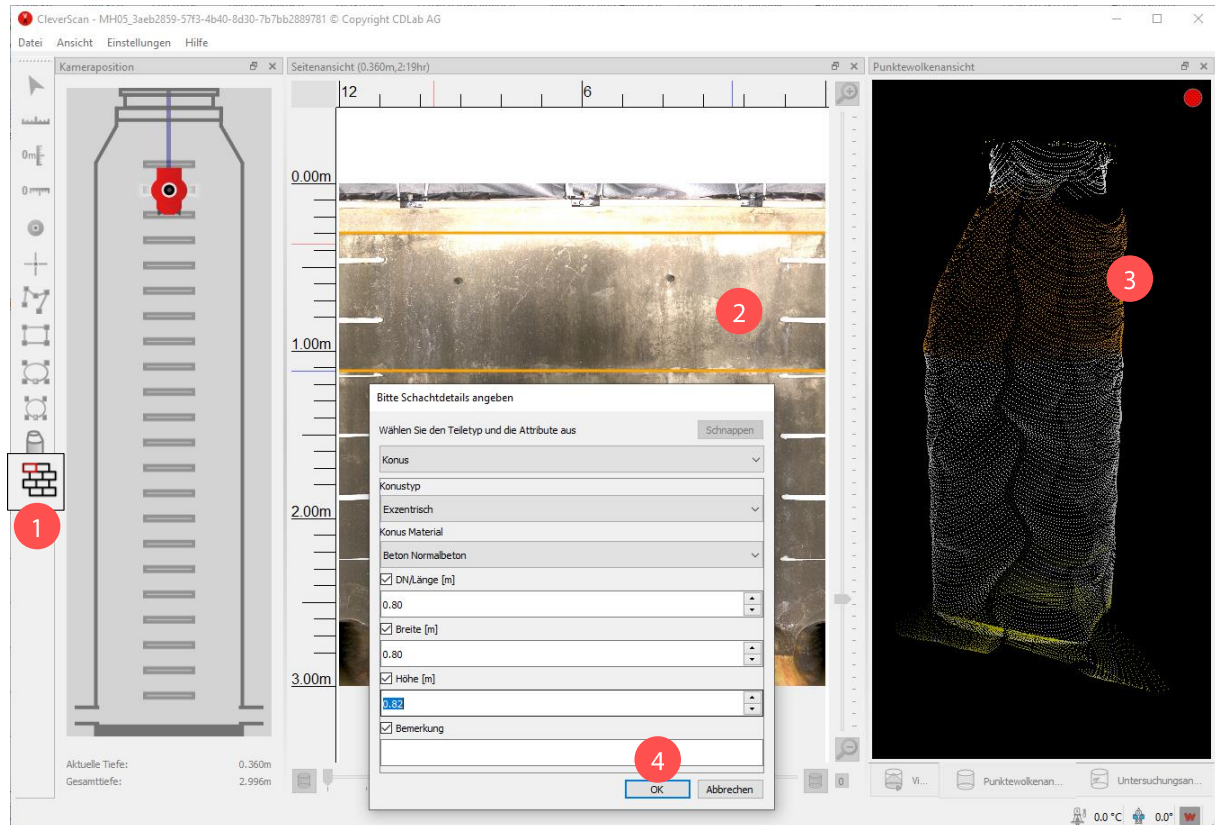 CleverScan - MH05_3aeb2859-57f3-4b40-8d30-7b7bb2889781 © Copyright CDLab AG
Datei Ansicht Einstellungen Hilfe
Kameraposition
Seitenansicht (0.360m,2:19hr)
Punktewolkenansicht
12
6
0m
0
0.00m
1.00m
2.00m
3.00m
1
2
3
4
Bitte Schachtdetails angeben
Wählen Sie den Teiletyp und die Attribute aus
Schnappen
Konus
Konustyp
Exzentrisch
Konus Material
Beton Normalbeton
DN/Länge [m]
0.80
Breite [m]
0.80
Höhe [m]
0.82
Bemerkung
OK
Abbrechen
Aktuelle Tiefe: 0.360m
Gesamttiefe: 2.996m
0
Vi...
Punktewolkenan...
Untersuchungsan...
0.0 °C
0.0°
W